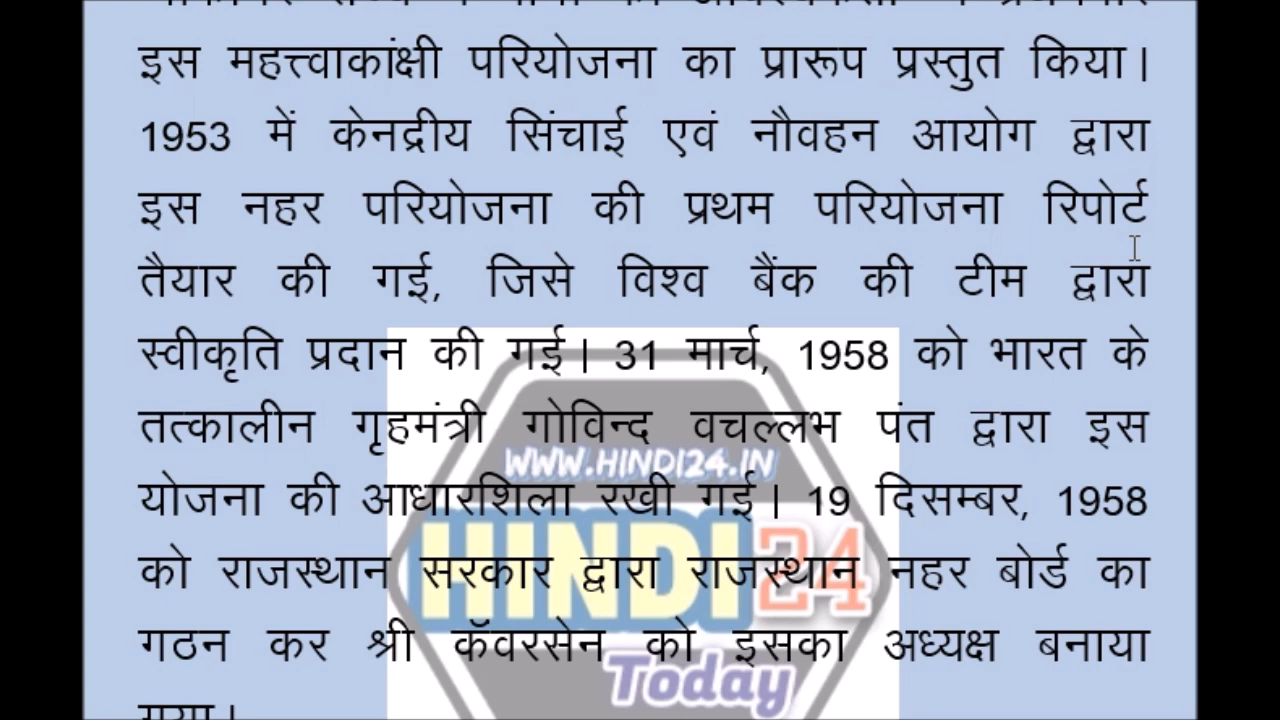 इस महत्त्वाकांक्षी परियोजना का प्रारूप प्रस्तुत किया।
1953 में केनद्रीय सिंचाई एवं नौवहन आयोग द्वारा
इस नहर परियोजना की प्रथम परियोजना रिपोर्ट
तैयार की गई, जिसे विश्व बैंक की टीम द्वारा
स्वीकृति प्रदान की गई। 31 मार्च, 1958 को भारत के
तत्कालीन गृहमंत्री गोविन्द वचल्लभ पंत द्वारा इस
WWW.HINDI24.IN
योजना की आधारशिला रखी गई। 19 दिसम्बर, 1958
को राजस्थान सरकार द्वारा राजस्थान नहर बोर्ड का
HINDI24
गठन कर श्री कॅवरसेन को इसका अध्यक्ष बनाया
Today
गया।